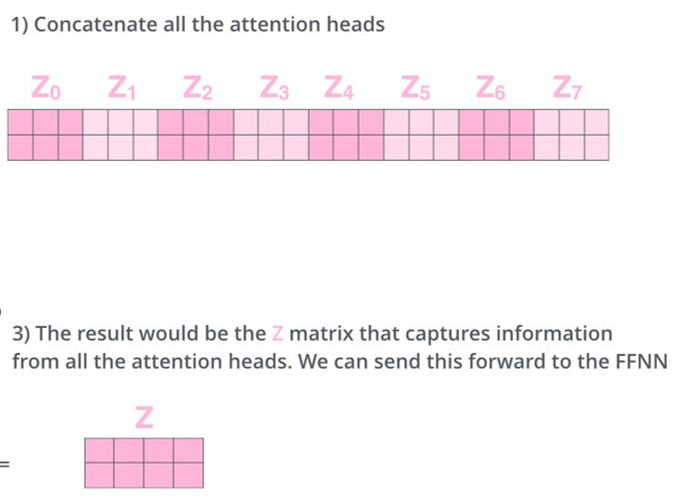 1) Concatenate all the attention heads
Z0 Z1 Z2 Z3 Z4 Z5 Z6 Z7
3) The result would be the Z matrix that captures information
from all the attention heads. We can send this forward to the FFNN
Z
=